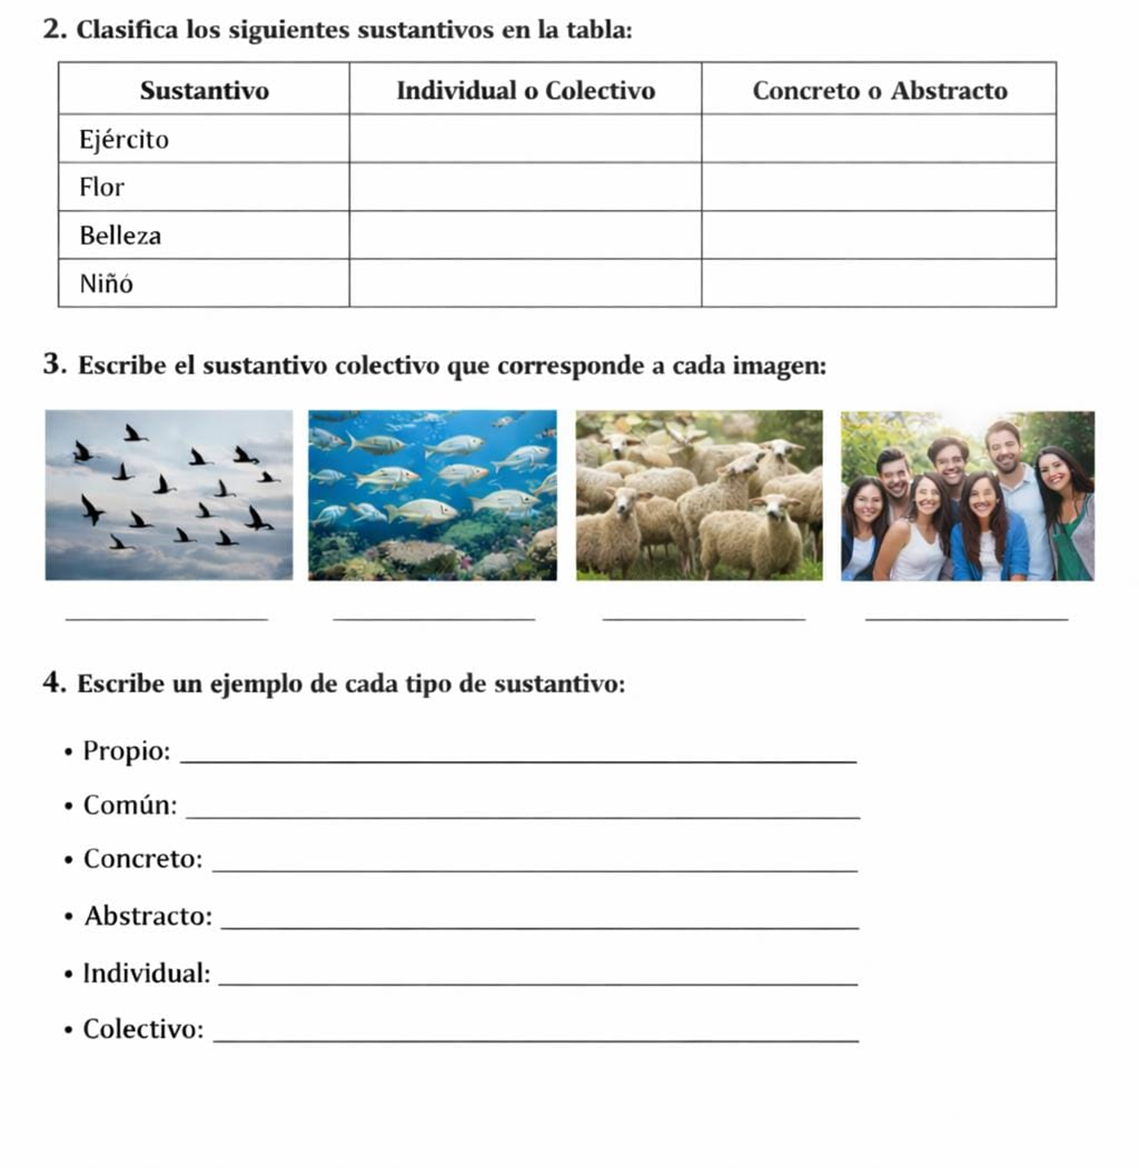 2. Clasifica los siguientes sustantivos en la tabla:
Sustantivo Individual o Colectivo Concreto o Abstracto
Ejército
Flor
Belleza
Niñó
3. Escribe el sustantivo colectivo que corresponde a cada imagen:
4. Escribe un ejemplo de cada tipo de sustantivo:
• Propio:
• Común:
• Concreto:
• Abstracto:
• Individual:
• Colectivo: